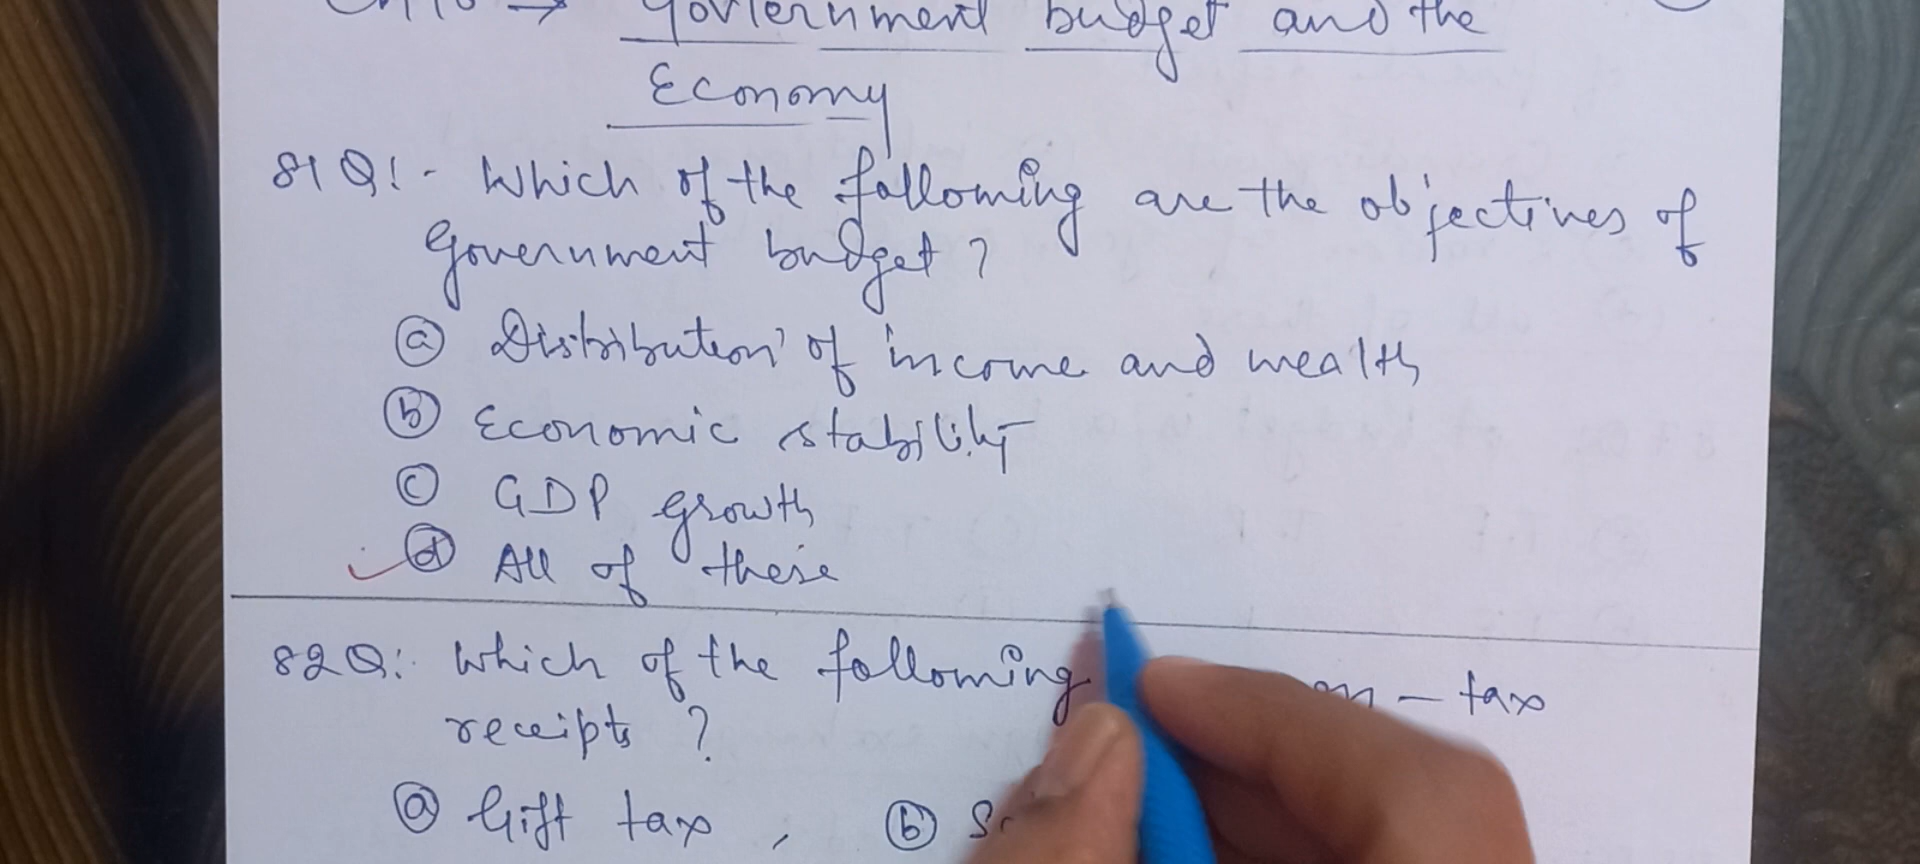 Government budget and the
Economy
81 Q:- Which of the following are the objectives of
government budget ?
(a) Distribution of income and wealth
(b) Economic stability
(c) GDP growth
(d) All of these
82 Q: Which of the following - tax
receipts ?
(a) Gift tax , (b)